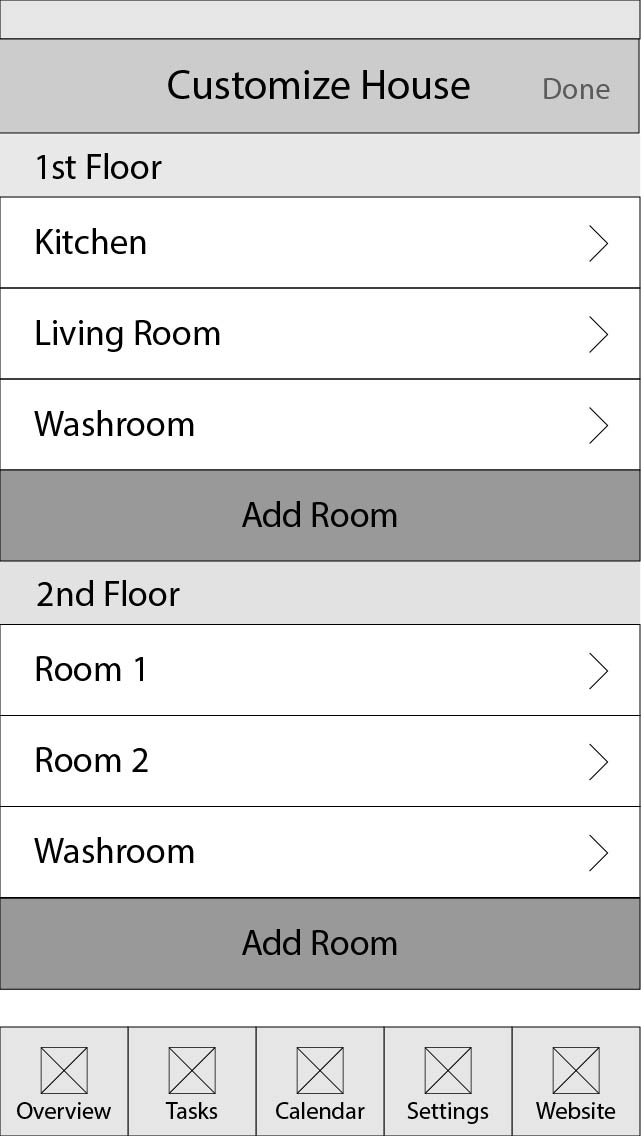 Customize House
Done
1st Floor
Kitchen
Living Room
Washroom
Add Room
2nd Floor
Room 1
Room 2
Washroom
Add Room
Overview
Tasks
Calendar
Settings
Website